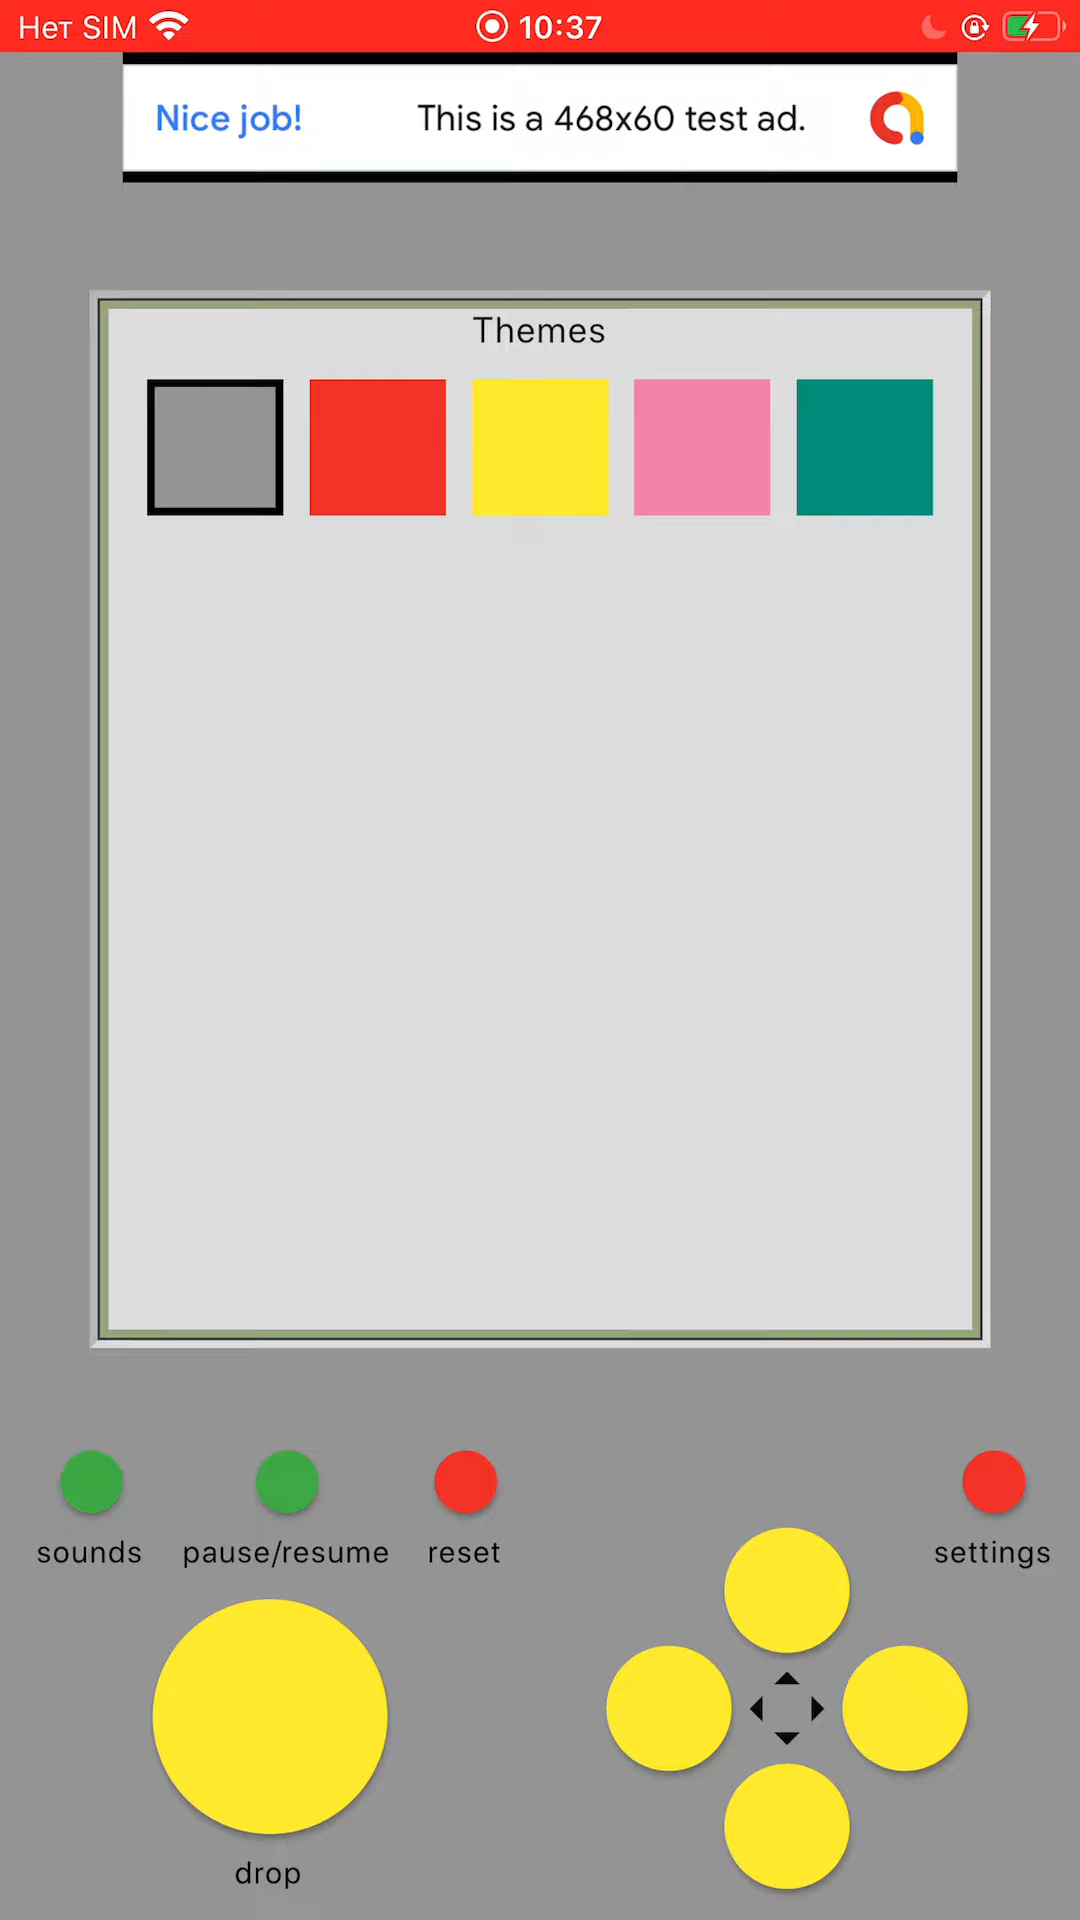 Нет SIM 10:37
Nice job! This is a 468x60 test ad.
Themes
sounds pause/resume reset settings
drop